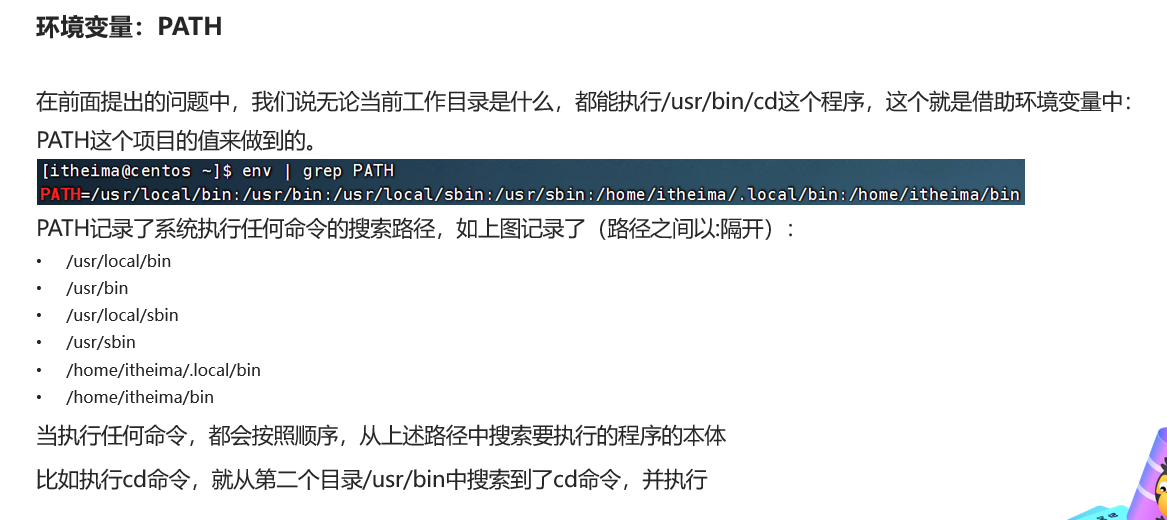 环境变量：PATH
在前面提出的问题中，我们说无论当前工作目录是什么，都能执行/usr/bin/cd这个程序，这个就是借助环境变量中：
PATH这个项目的值来做到的。
[itheima@centos ~]$ env | grep PATH
PATH=/usr/local/bin:/usr/bin:/usr/local/sbin:/usr/sbin:/home/itheima/.local/bin:/home/itheima/bin
PATH记录了系统执行任何命令的搜索路径，如上图记录了（路径之间以:隔开）：
• /usr/local/bin
• /usr/bin
• /usr/local/sbin
• /usr/sbin
• /home/itheima/.local/bin
• /home/itheima/bin
当执行任何命令，都会按照顺序，从上述路径中搜索要执行的程序的本体
比如执行cd命令，就从第二个目录/usr/bin中搜索到了cd命令，并执行